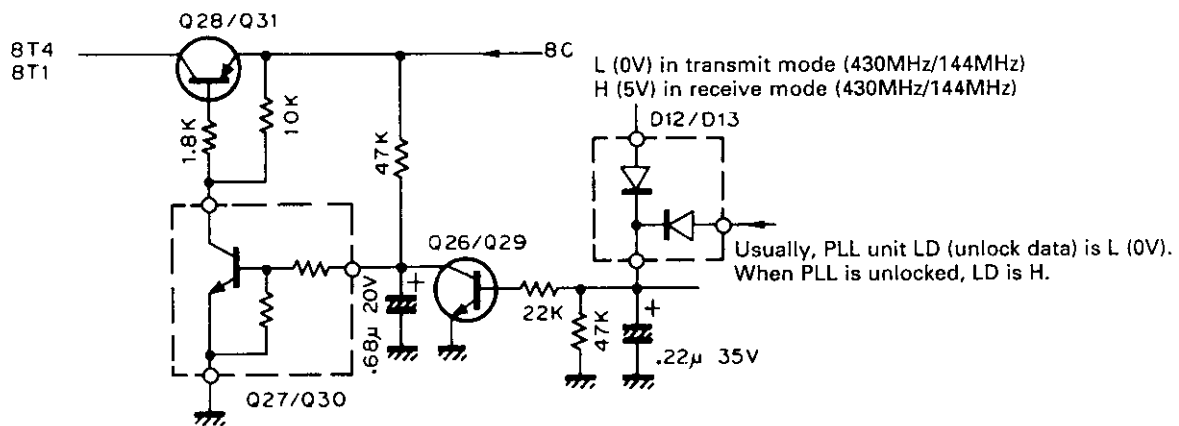 Q28/Q31
8T4
8T1
8C
L (0V) in transmit mode (430MHz/144MHz)
H (5V) in receive mode (430MHz/144MHz)
D12/D13
1.8K
10K
47K
Q26/Q29
Usually, PLL unit LD (unlock data) is L (0V).
When PLL is unlocked, LD is H.
+
.68μ 20V
22K
47K
+
.22μ 35V
Q27/Q30